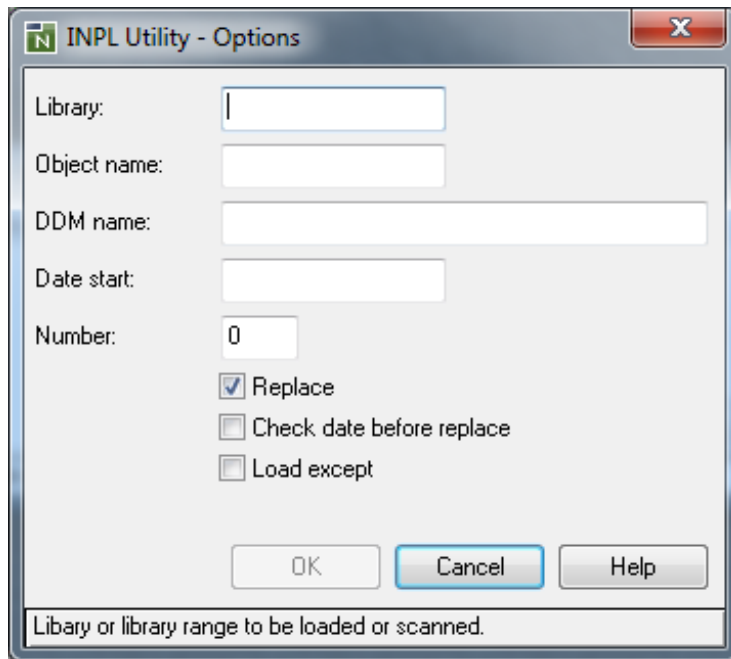 INPL Utility - Options
Library:
Object name:
DDM name:
Date start:
Number: 0
Replace
Check date before replace
Load except
OK Cancel Help
Libary or library range to be loaded or scanned.